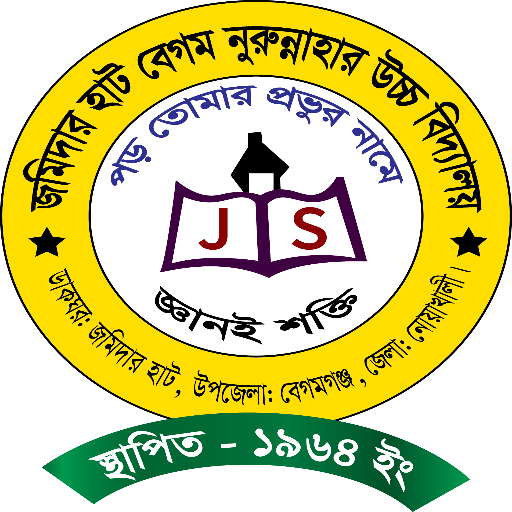 জমিদার হাট বেগম নুরুন্নাহার উচ্চ বিদ্যালয়
পড় তোমার প্রভুর নামে
J S
জ্ঞানই শক্তি
ডাকঘর: জমিদার হাট, উপজেলা: বেগমগঞ্জ, জেলা: নোয়াখালী।
স্থাপিত - ১৯৬৪ ইং